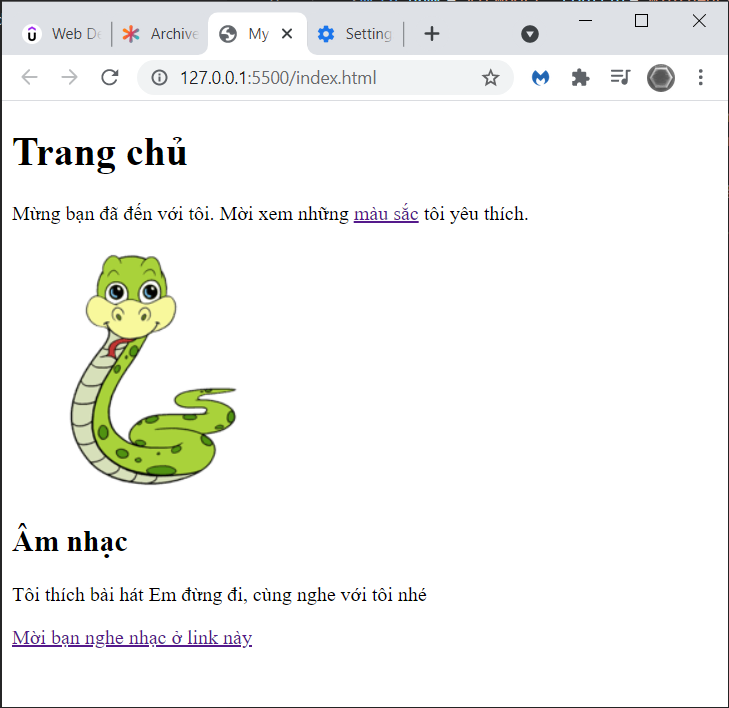 Web De
Archive
My
Setting
127.0.0.1:5500/index.html
Trang chủ
Mừng bạn đã đến với tôi. Mời xem những màu sắc tôi yêu thích.
Âm nhạc
Tôi thích bài hát Em đừng đi, cùng nghe với tôi nhé
Mời bạn nghe nhạc ở link này